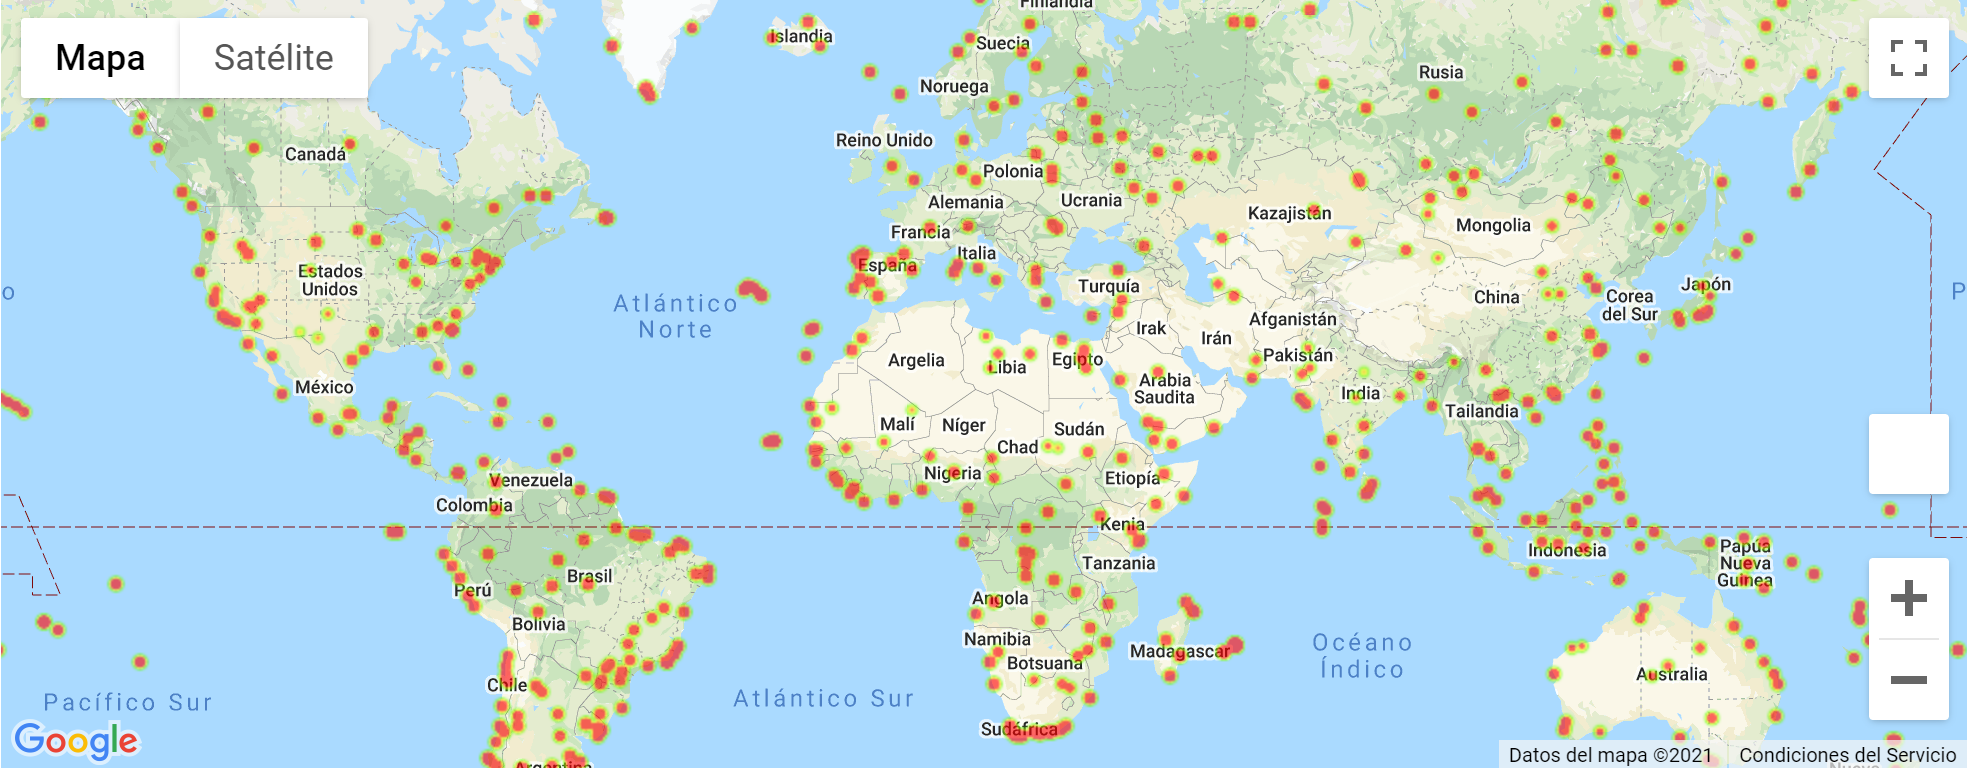 Mapa
Satélite
Finlandia
Islandia
Suecia
Noruega
Rusia
Reino Unido
Canadá
Polonia
Alemania
Ucrania
Kazajistán
Mongolia
Francia
Italia
España
Estados
Unidos
Turquía
Japón
China
Corea
del Sur
Atlántico
Norte
Afganistán
Irak
Irán
Pakistán
Argelia
Libia
Egipto
México
Arabia
Saudita
India
Tailandia
Malí
Níger
Sudán
Chad
Venezuela
Nigeria
Etiopía
Colombia
Kenia
Indonesia
Papúa
Nueva
Guinea
Tanzania
Brasil
Perú
Angola
Bolivia
Namibia
Madagascar
Botsuana
Océano
Índico
Australia
Chile
Pacífico Sur
Atlántico Sur
Sudáfrica
Google
Argentina
Datos del mapa ©2021
Condiciones del Servicio